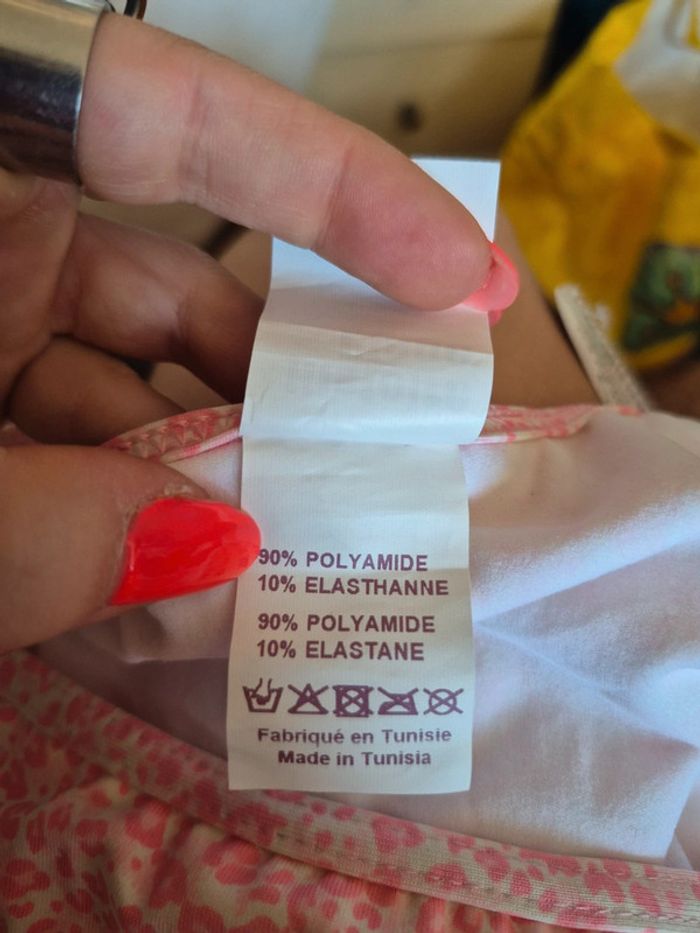 90% POLYAMIDE
10% ELASTHANNE
90% POLYAMIDE
10% ELASTANE
Fabriqué en Tunisie
Made in Tunisia